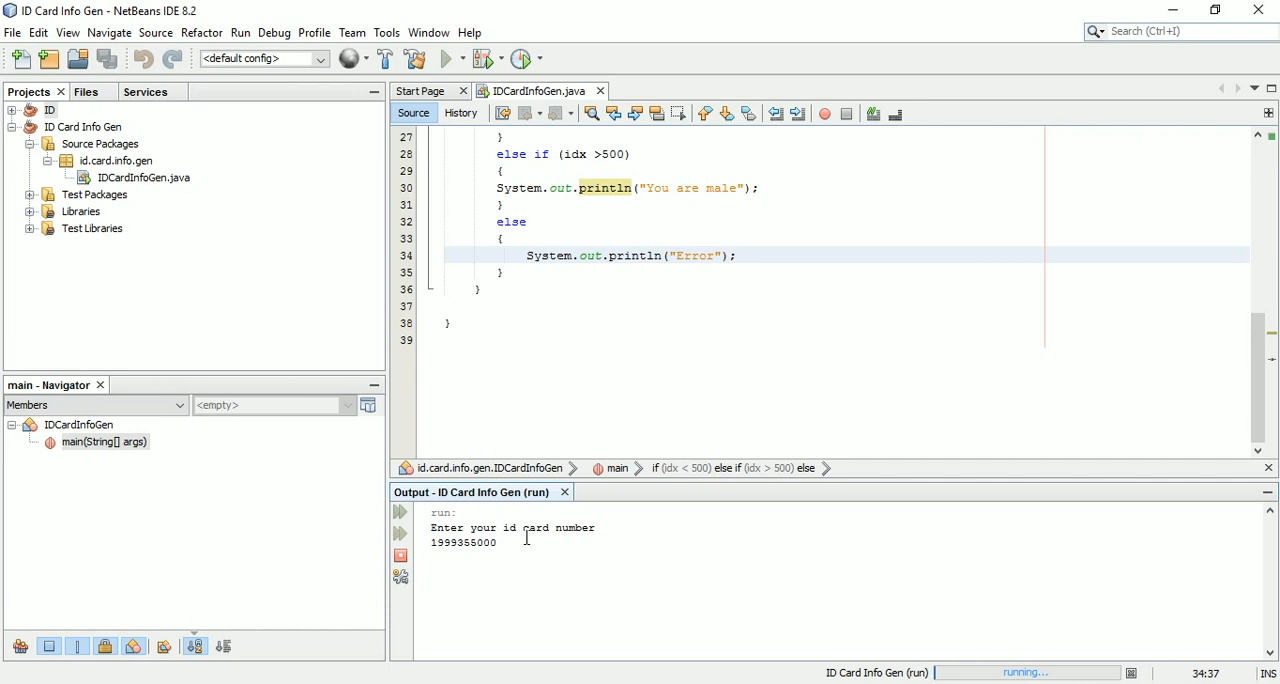 ID Card Info Gen - NetBeans IDE 8.2
File Edit View Navigate Source Refactor Run Debug Profile Team Tools Window Help
Search (Ctrl+I)
<default config>
Projects Files Services
ID
ID Card Info Gen
Source Packages
id.card.info.gen
IDCardInfoGen.java
Test Packages
Libraries
Test Libraries
main - Navigator
Members <empty>
IDCardInfoGen
main(String[] args)
Start Page IDCardInfoGen.java
Source History
27 }
28 else if (idx >500)
29 {
30 System.out.println("You are male");
31 }
32 else
33 {
34 System.out.println("Error");
35 }
36 }
37
38 }
39
id.card.info.gen.IDCardInfoGen main if (idx < 500) else if (idx > 500) else
Output - ID Card Info Gen (run)
run:
Enter your id card number
1999355000
ID Card Info Gen (run) running... 34:37 INS